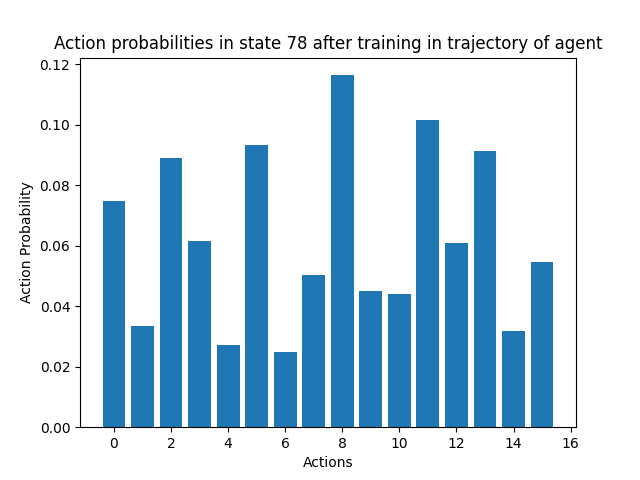 Action probabilities in state 78 after training in trajectory of agent
0.12
0.10
0.08
0.06
0.04
0.02
0.00
Action Probability
0 2 4 6 8 10 12 14 16
Actions